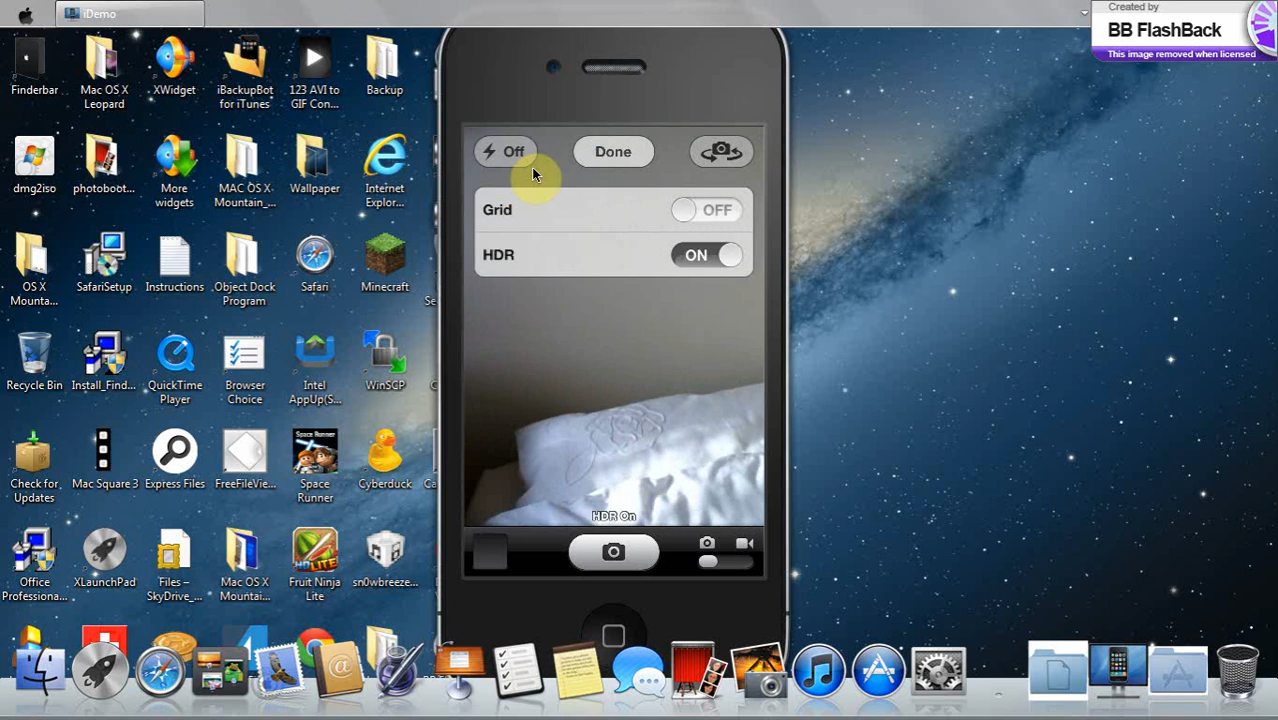 iDemo
Created by
BB FlashBack
This image removed when licensed
Finderbar
Mac OS X
Leopard
XWidget
iBackupBot
for iTunes
123 AVI to
GIF Con...
Backup
Off
Done
Grid
OFF
HDR
ON
dmg2iso
photoboot...
More
widgets
MAC OS X
Mountain_...
Wallpaper
Internet
Explor...
OS X
Mounta...
SafariSetup
Instructions
Object Dock
Program
Safari
Minecraft
Recycle Bin
Install_Find...
QuickTime
Player
Browser
Choice
Intel
AppUp(S...
WinSCP
Check for
Updates
Mac Square 3
Express Files
FreeFileVie...
Space
Runner
Cyberduck
HDR On
Office
Professiona...
XLaunchPad
Files –
SkyDrive_...
Mac OS X
Mountai...
Fruit Ninja
Lite
sn0wbreeze...